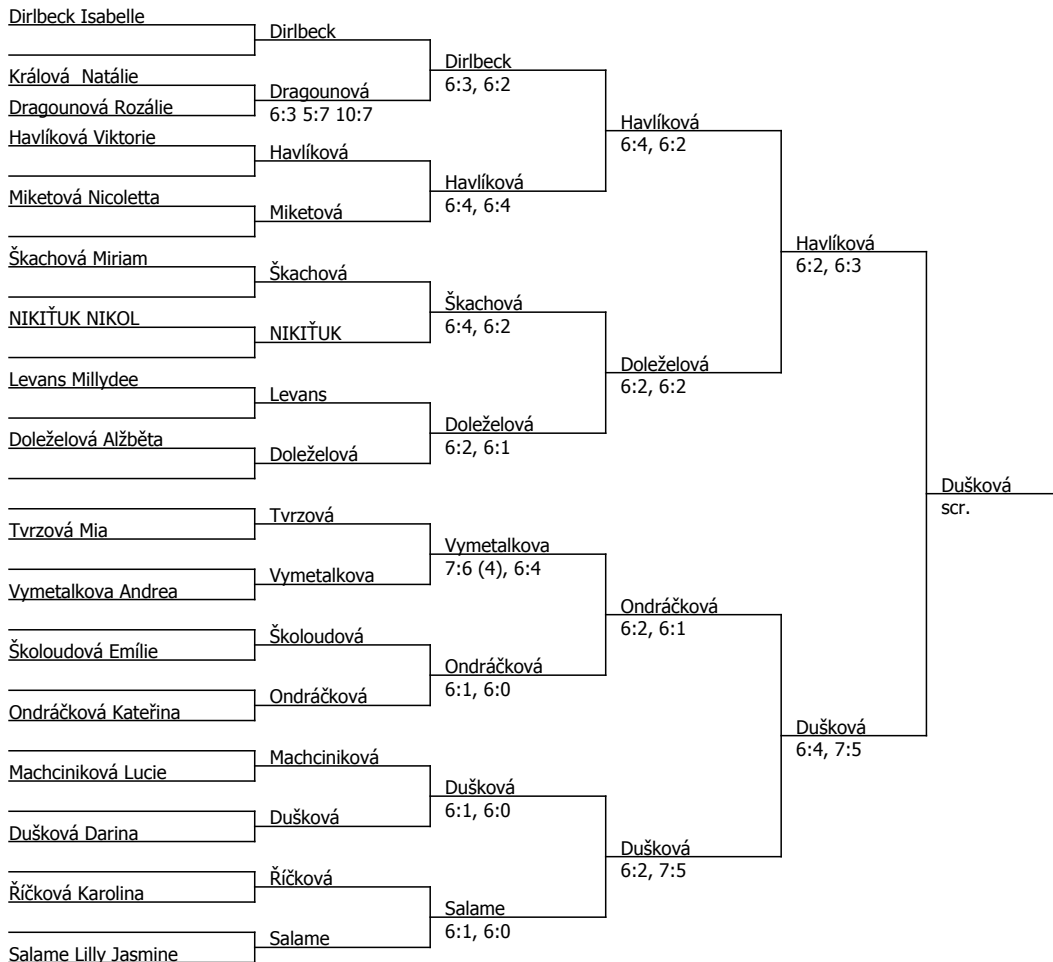 Dirlbeck Isabelle
Králová  Natálie
Dragounová Rozálie
Havlíková Viktorie
Miketová Nicoletta
Škachová Miriam
NIKIŤUK NIKOL
Levans Millydee
Doleželová Alžběta
Tvrzová Mia
Vymetalkova Andrea
Školoudová Emílie
Ondráčková Kateřina
Machciniková Lucie
Dušková Darina
Říčková Karolina
Salame Lilly Jasmine
Dirlbeck
Dragounová
6:3 5:7 10:7
Havlíková
Miketová
Škachová
NIKIŤUK
Levans
Doleželová
Tvrzová
Vymetalkova
Školoudová
Ondráčková
Machciniková
Dušková
Říčková
Salame
Dirlbeck
6:3, 6:2
Havlíková
6:4, 6:4
Škachová
6:4, 6:2
Doleželová
6:2, 6:1
Vymetalkova
7:6 (4), 6:4
Ondráčková
6:1, 6:0
Dušková
6:1, 6:0
Salame
6:1, 6:0
Havlíková
6:4, 6:2
Doleželová
6:2, 6:2
Ondráčková
6:2, 6:1
Dušková
6:2, 7:5
Havlíková
6:2, 6:3
Dušková
6:4, 7:5
Dušková
scr.